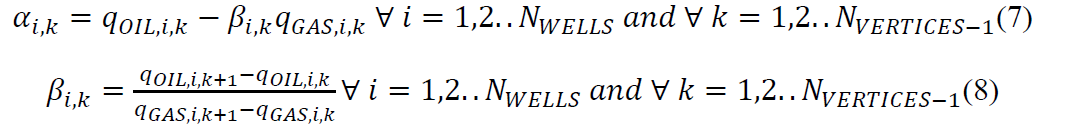 α_{i,k} = q_{OIL,i,k} − β_{i,k}q_{GAS,i,k} ∀ i = 1,2..N_{WELLS} and ∀ k = 1,2..N_{VERTICES−1}(7)
β_{i,k} = \frac{q_{OIL,i,k+1}−q_{OIL,i,k}}{q_{GAS,i,k+1}−q_{GAS,i,k}} ∀ i = 1,2..N_{WELLS} and ∀ k = 1,2..N_{VERTICES−1}(8)